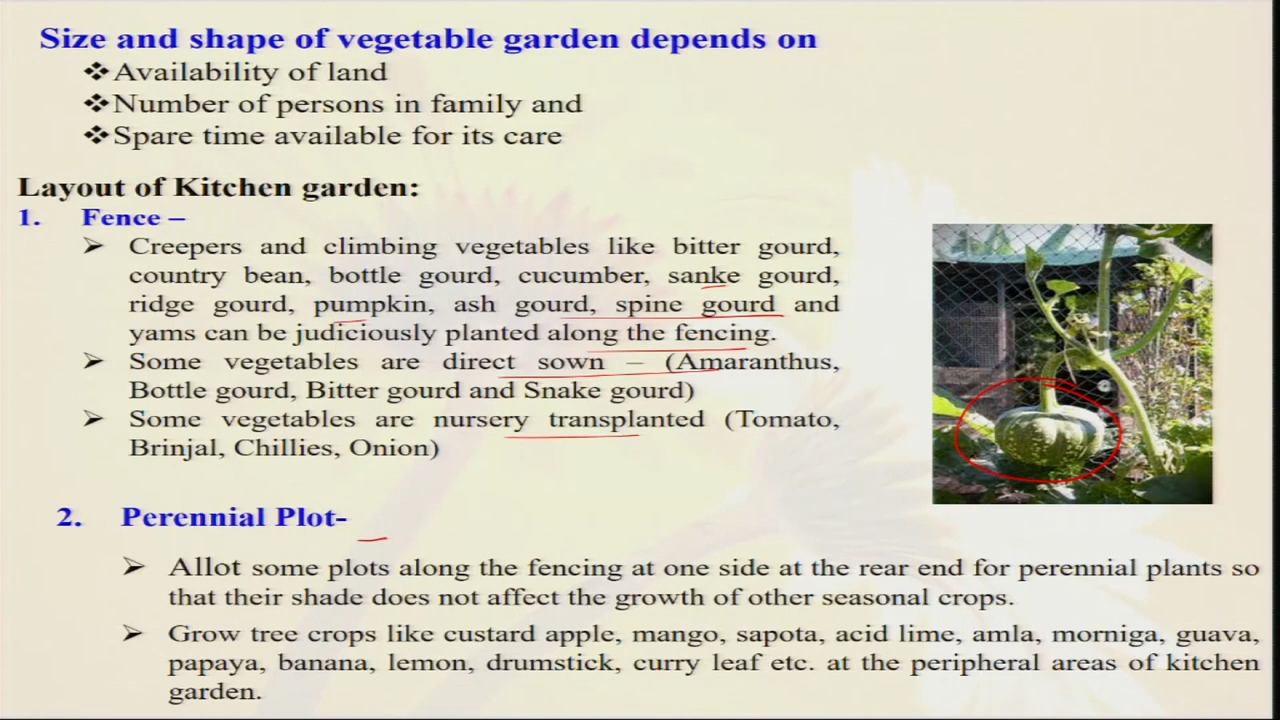 Size and shape of vegetable garden depends on
❖Availability of land
❖Number of persons in family and
❖Spare time available for its care
Layout of Kitchen garden:
1. Fence –
➢ Creepers and climbing vegetables like bitter gourd,
country bean, bottle gourd, cucumber, sanke gourd,
ridge gourd, pumpkin, ash gourd, spine gourd and
yams can be judiciously planted along the fencing.
➢ Some vegetables are direct sown – (Amaranthus,
Bottle gourd, Bitter gourd and Snake gourd)
➢ Some vegetables are nursery transplanted (Tomato,
Brinjal, Chillies, Onion)
2. Perennial Plot-
➢ Allot some plots along the fencing at one side at the rear end for perennial plants so
that their shade does not affect the growth of other seasonal crops.
➢ Grow tree crops like custard apple, mango, sapota, acid lime, amla, morniga, guava,
papaya, banana, lemon, drumstick, curry leaf etc. at the peripheral areas of kitchen
garden.